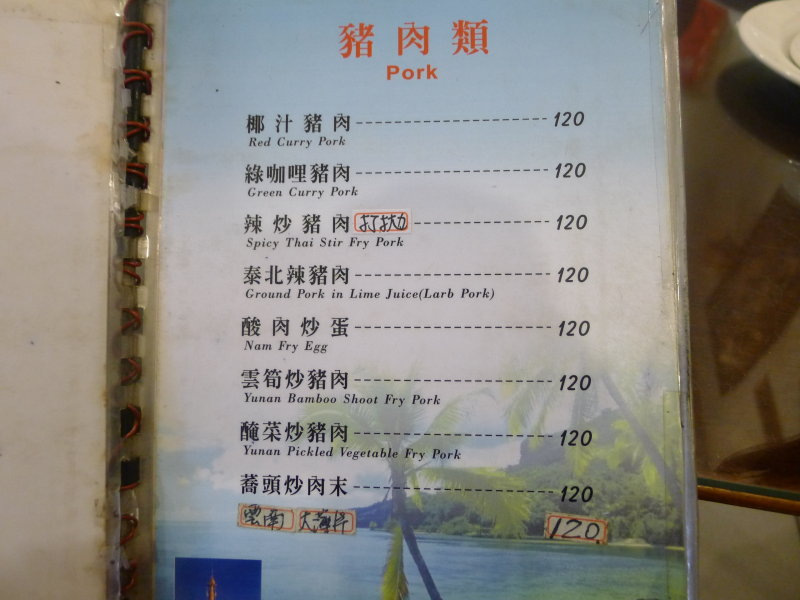 豬肉類
Pork
椰汁豬肉 120
Red Curry Pork
綠咖哩豬肉 120
Green Curry Pork
辣炒豬肉 打拋 120
Spicy Thai Stir Fry Pork
泰北辣豬肉 120
Ground Pork in Lime Juice(Larb Pork)
酸肉炒蛋 120
Nam Fry Egg
雲筍炒豬肉 120
Yunan Bamboo Shoot Fry Pork
醃菜炒豬肉 120
Yunan Pickled Vegetable Fry Pork
蕎頭炒肉末 120
雲南 大薄片 120